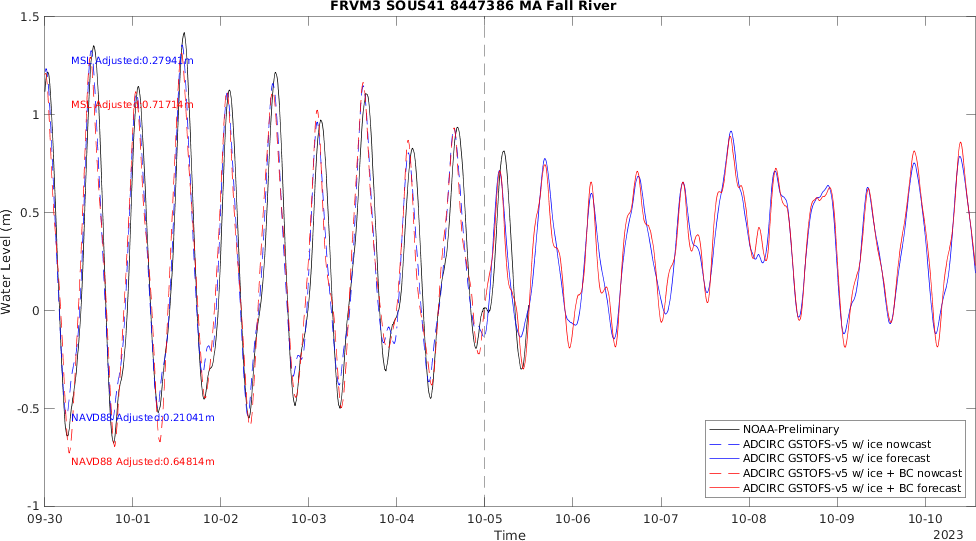 FRVM3 SOUS41 8447386 MA Fall River
1.5
1
0.5
0
-0.5
-1
Water Level (m)
MSL Adjusted:0.27941m
MSL Adjusted:0.71714m
NAVD88 Adjusted:0.21041m
NAVD88 Adjusted:0.64814m
NOAA-Preliminary
ADCIRC GSTOFS-v5 w/ ice nowcast
ADCIRC GSTOFS-v5 w/ ice forecast
ADCIRC GSTOFS-v5 w/ ice + BC nowcast
ADCIRC GSTOFS-v5 w/ ice + BC forecast
09-30 10-01 10-02 10-03 10-04 10-05 10-06 10-07 10-08 10-09 10-10
Time
2023